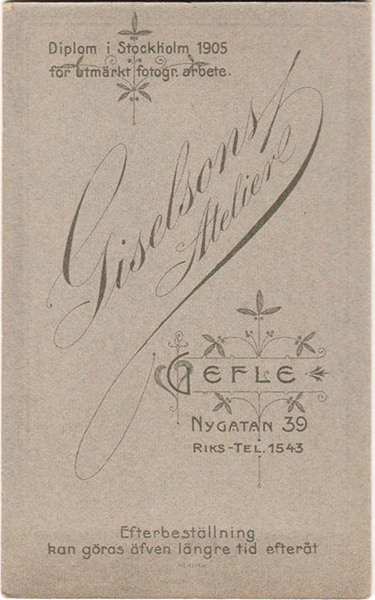 Diplom i Stockholm 1905
för utmärkt fotogr. arbete.
Giselsons
Atelier
GEFLE
NYGATAN 39
RIKS-TEL. 1543
Efterbeställning
kan göras äfven längre tid efteråt